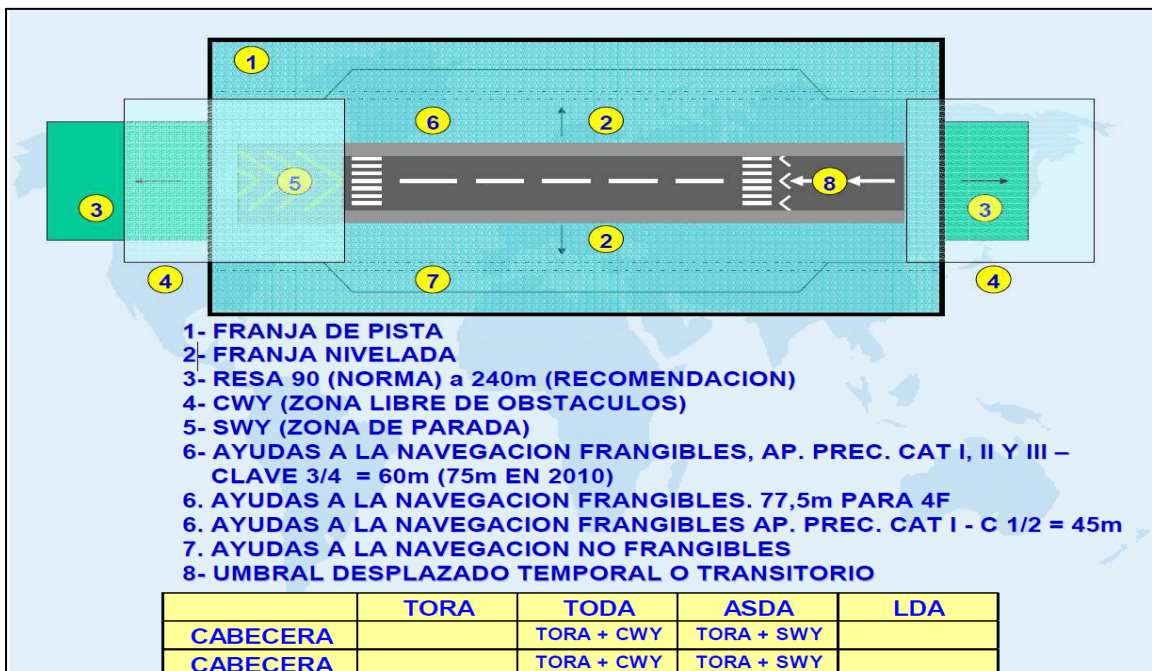 1
6
2
5
8
3
3
2
4
7
4
1- FRANJA DE PISTA
2- FRANJA NIVELADA
3- RESA 90 (NORMA) a 240m (RECOMENDACION)
4- CWY (ZONA LIBRE DE OBSTACULOS)
5- SWY (ZONA DE PARADA)
6- AYUDAS A LA NAVEGACION FRANGIBLES, AP. PREC. CAT I, II Y III –
CLAVE 3/4 = 60m (75m EN 2010)
6. AYUDAS A LA NAVEGACION FRANGIBLES. 77,5m PARA 4F
6. AYUDAS A LA NAVEGACION FRANGIBLES AP. PREC. CAT I - C 1/2 = 45m
7. AYUDAS A LA NAVEGACION NO FRANGIBLES
8- UMBRAL DESPLAZADO TEMPORAL O TRANSITORIO
TORA TODA ASDA LDA
CABECERA TORA + CWY TORA + SWY
CABECERA TORA + CWY TORA + SWY